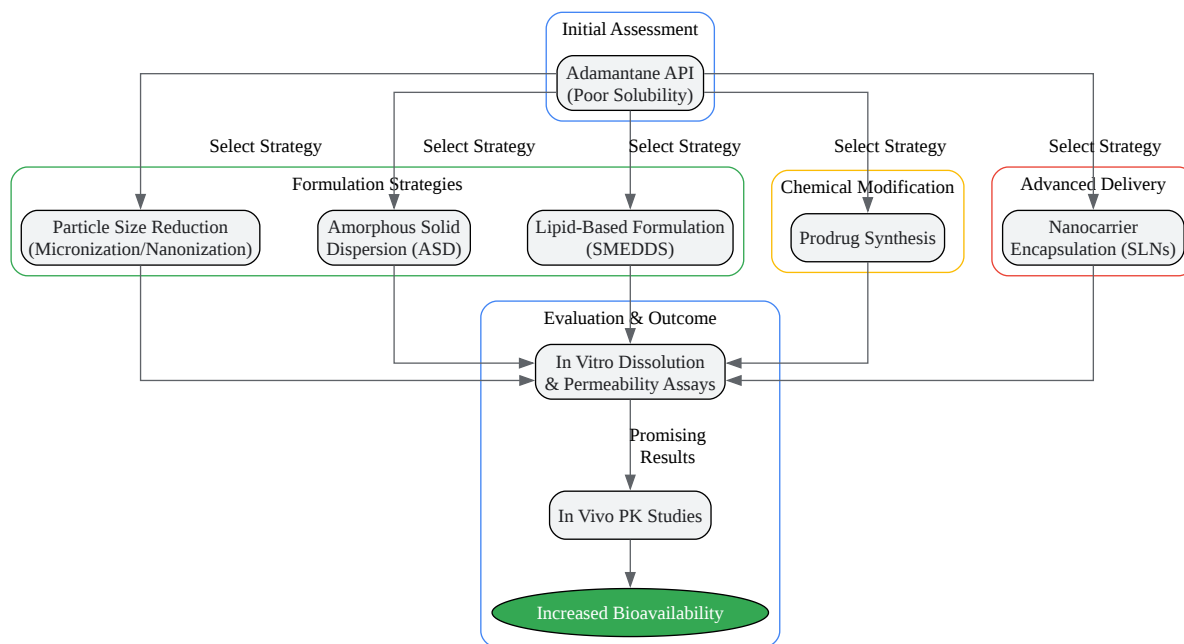 Initial Assessment
Adamantane API
(Poor Solubility)
Select Strategy
Select Strategy
Select Strategy
Select Strategy
Select Strategy
Formulation Strategies
Chemical Modification
Advanced Delivery
Particle Size Reduction
(Micronization/Nanonization)
Amorphous Solid
Dispersion (ASD)
Lipid-Based Formulation
(SMEDDS)
Prodrug Synthesis
Nanocarrier
Encapsulation (SLNs)
Evaluation & Outcome
In Vitro Dissolution
& Permeability Assays
Promising
Results
In Vivo PK Studies
Increased Bioavailability